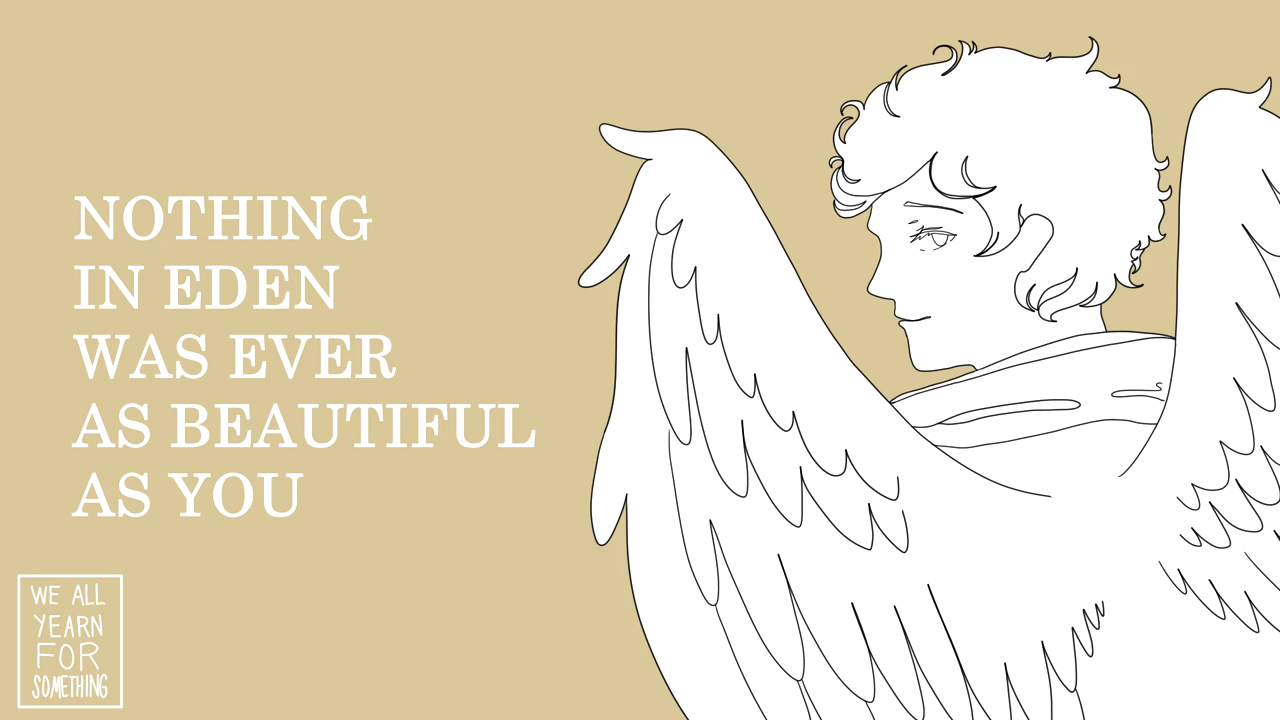 NOTHING
IN EDEN
WAS EVER
AS BEAUTIFUL
AS YOU
WE ALL
YEARN
FOR
SOMETHING